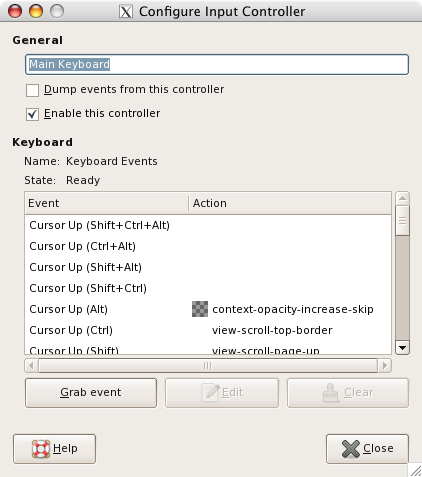 Configure Input Controller
General
Main Keyboard
Dump events from this controller
Enable this controller
Keyboard
Name: Keyboard Events
State: Ready
Event Action
Cursor Up (Shift+Ctrl+Alt)
Cursor Up (Ctrl+Alt)
Cursor Up (Shift+Alt)
Cursor Up (Shift+Ctrl)
Cursor Up (Alt) context-opacity-increase-skip
Cursor Up (Ctrl) view-scroll-top-border
Cursor Up (Shift) view-scroll-page-up
Grab event Edit Clear
Help Close